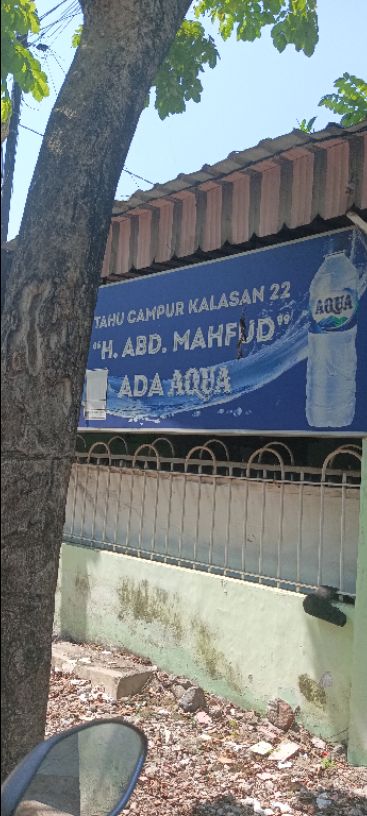 TAHU CAMPUR KALASAN 22
"H. ABD. MAHFUD"
ADA AQUA
AQUA